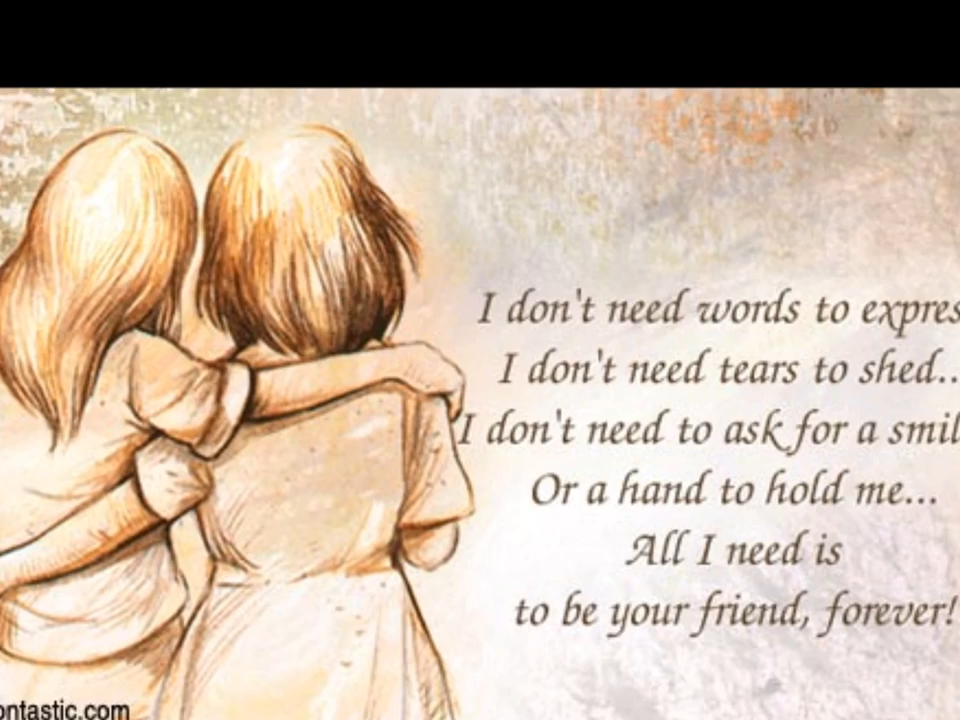 I don't need words to expres
I don't need tears to shed..
I don't need to ask for a smil
Or a hand to hold me...
All I need is
to be your friend, forever!
ontastic.com